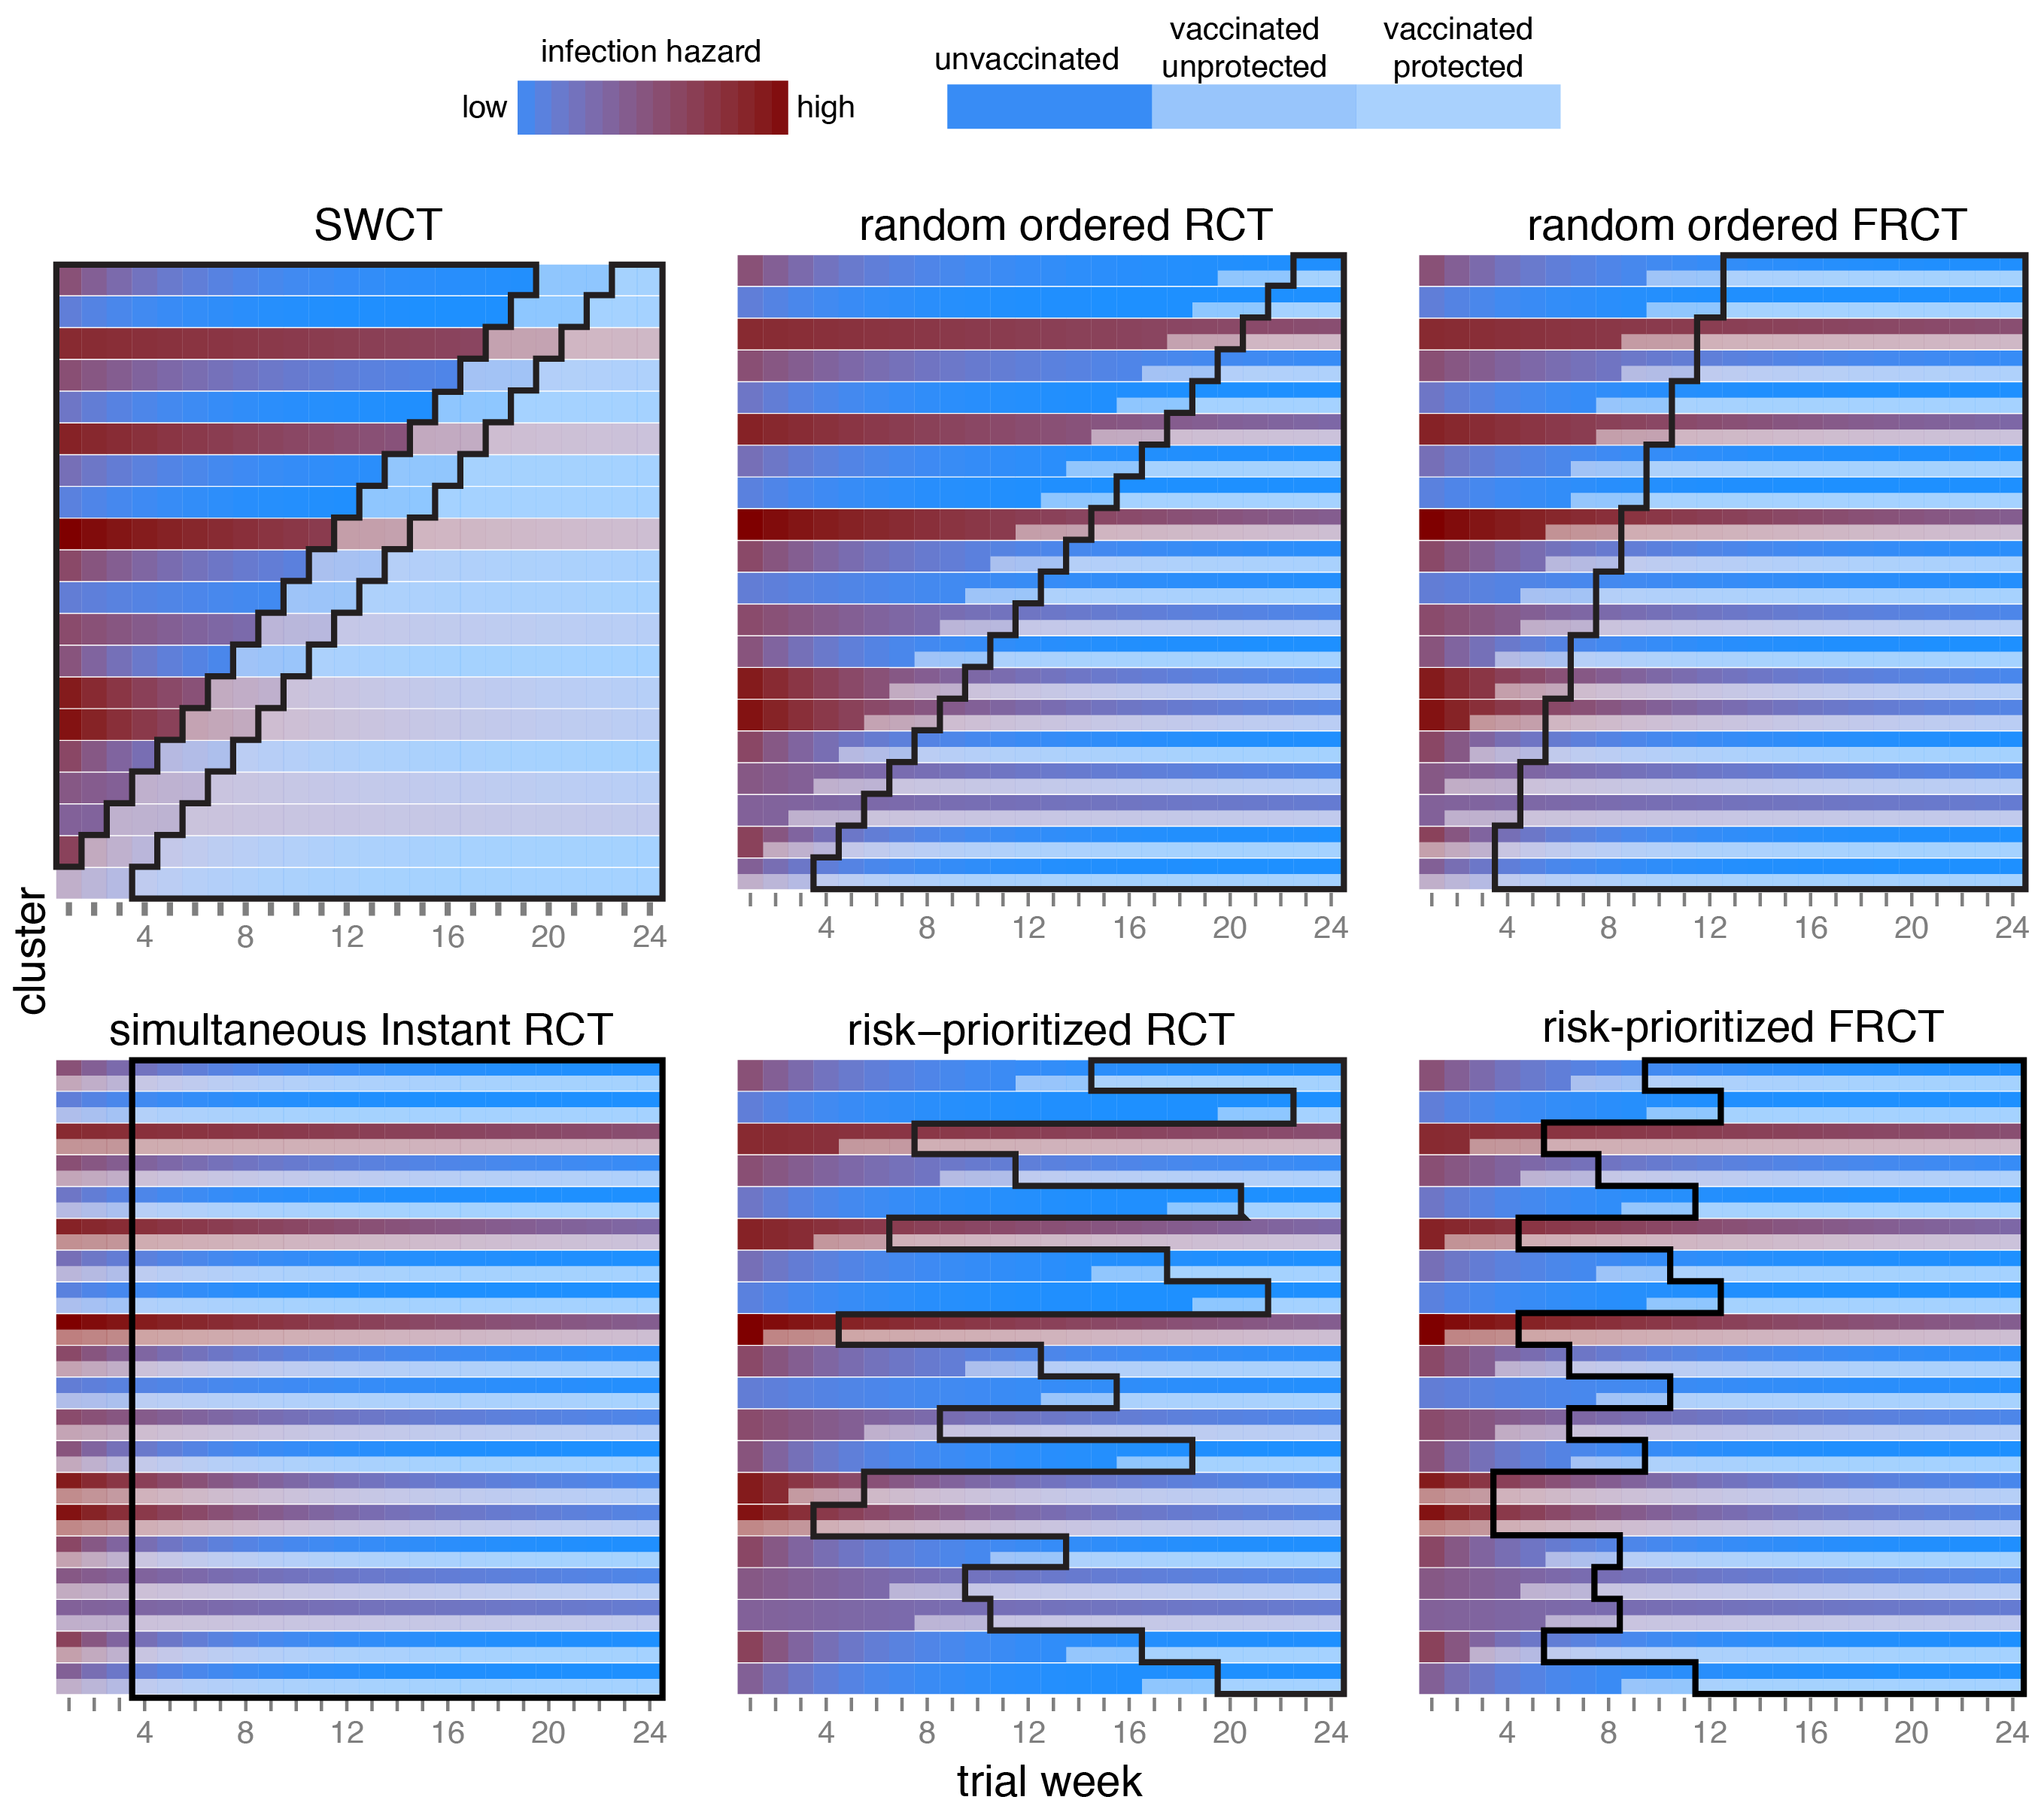 infection hazard
low
high
unvaccinated
vaccinated
unprotected
vaccinated
protected
SWCT
random ordered RCT
random ordered FRCT
4 8 12 16 20 24
4 8 12 16 20 24
4 8 12 16 20 24
cluster
simultaneous Instant RCT
risk−prioritized RCT
risk-prioritized FRCT
4 8 12 16 20 24
4 8 12 16 20 24
4 8 12 16 20 24
trial week